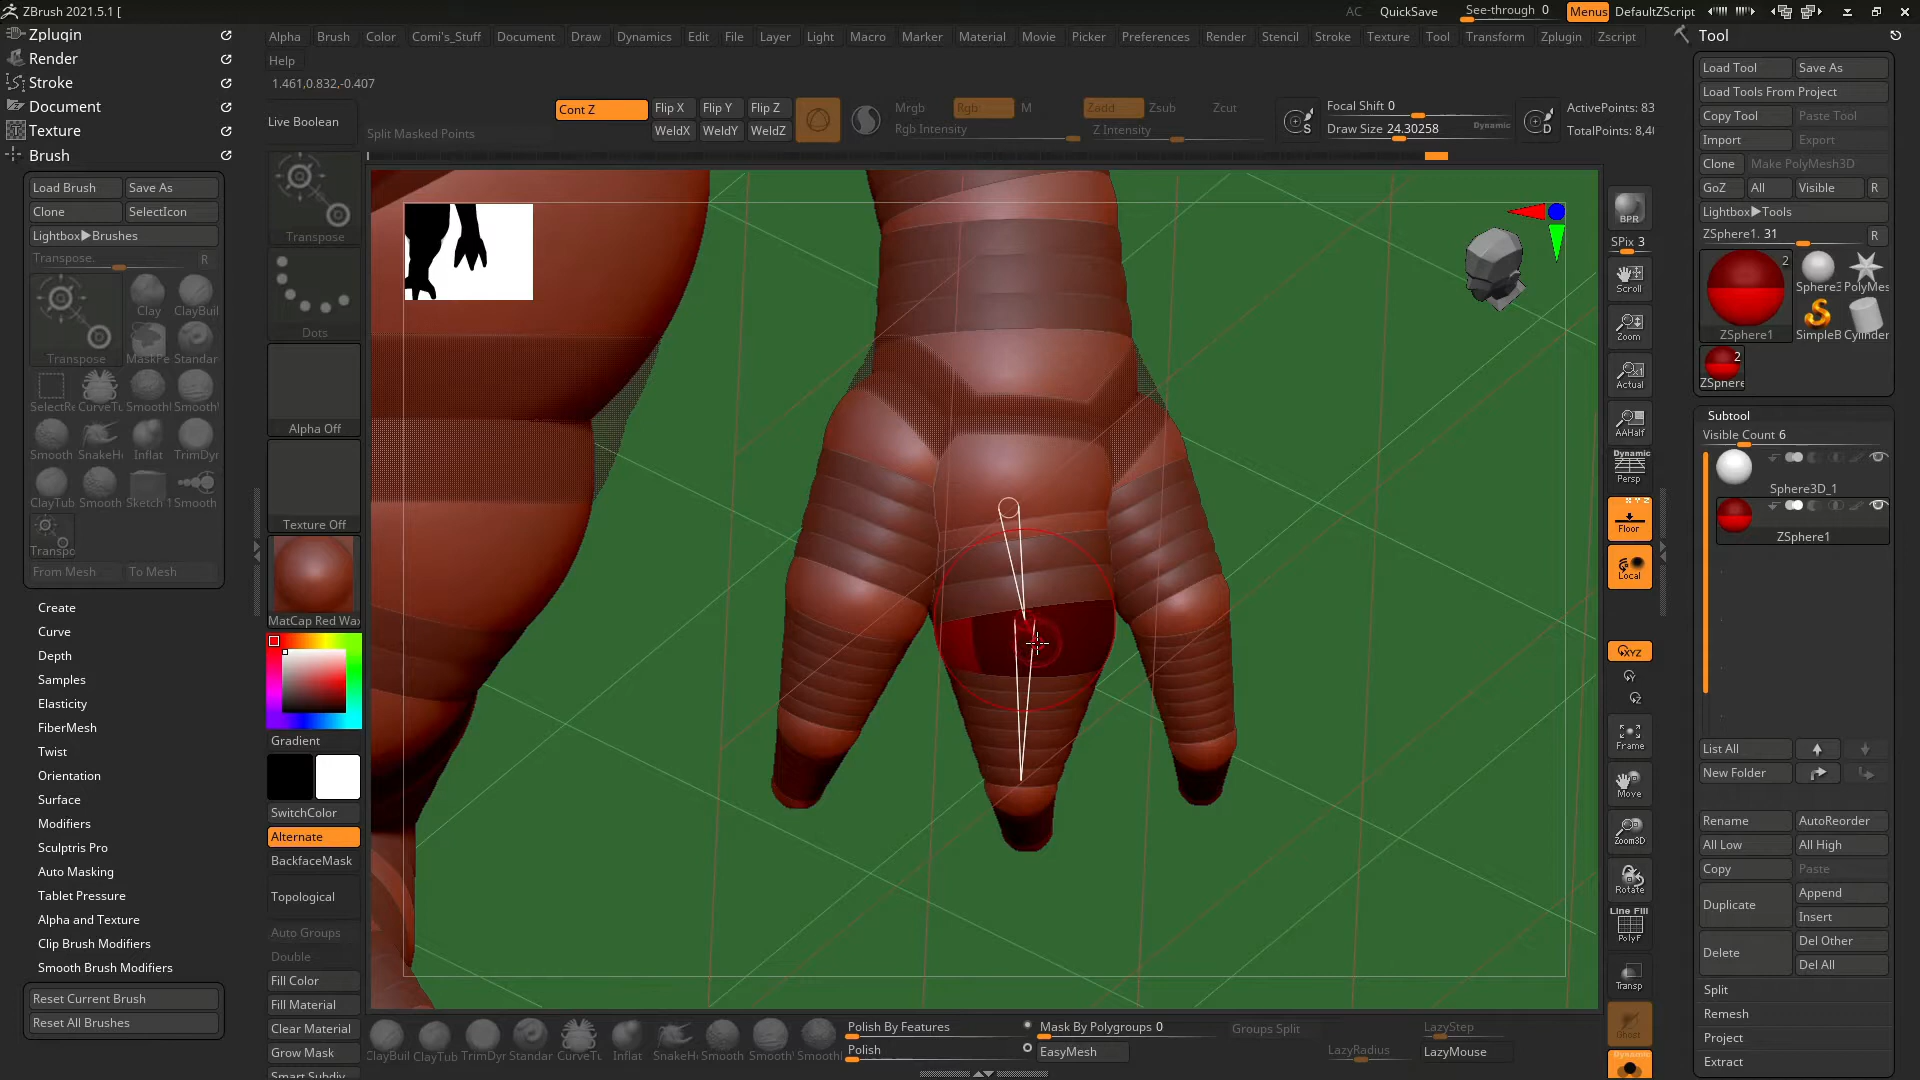 ZBrush 2021.5.1 [
AC QuickSave See-through 0 Menus DefaultZScript
Zplugin
Render
Stroke
Document
Texture
Brush
Alpha Brush Color Comi's_Stuff Document Draw Dynamics Edit File Layer Light Macro Marker Material Movie Picker Preferences Render Stencil Stroke Texture Tool Transform Zplugin Zscript
Help
1.461,0.832,-0.407
Live Boolean
Split Masked Points
Cont Z
Flip X Flip Y Flip Z
WeldX WeldY WeldZ
Mrgb Rgb M
Rgb Intensity
Zadd Zsub Zcut
Z Intensity
S
Focal Shift 0
Draw Size 24.30258 Dynamic
D
ActivePoints: 83
TotalPoints: 8,4
Load Brush Save As
Clone SelectIcon
Lightbox▶Brushes
Transpose. R
Transpose
Clay ClayBuil
MaskPe Standar
SelectRe CurveTu Smooth Smooth
Smooth SnakeH Inflat TrimDyn
ClayTub Smooth Sketch 1 Smooth
Transpo
From Mesh To Mesh
Create
Curve
Depth
Samples
Elasticity
FiberMesh
Twist
Orientation
Surface
Modifiers
Sculptris Pro
Auto Masking
Tablet Pressure
Alpha and Texture
Clip Brush Modifiers
Smooth Brush Modifiers
Reset Current Brush
Reset All Brushes
Transpose
Dots
Alpha Off
Texture Off
MatCap Red Wax
Gradient
SwitchColor
Alternate
BackfaceMask
Topological
Auto Groups
Double
Fill Color
Fill Material
Clear Material
Grow Mask
Smart Subdiv
ClayBuil ClayTub TrimDyr Standar CurveTu Inflat SnakeH Smooth Smooth Smooth
Polish By Features
Polish
Mask By Polygroups 0
EasyMesh
Groups Split
LazyRadius
LazyStep
LazyMouse
BPR
SPix 3
Scroll
Zoom
Actual
AAHalf
Dynamic
Persp
X Y Z
Floor
Local
XYZ
Frame
Move
Zoom3D
Rotate
Line Fill
PolyF
Transp
Ghost
Dynamic
Tool
Load Tool Save As
Load Tools From Project
Copy Tool Paste Tool
Import Export
Clone Make PolyMesh3D
GoZ All Visible R
Lightbox▶Tools
ZSphere1. 31 R
2
ZSphere1
Sphere3 PolyMes
SimpleB Cylinder
2
ZSphere
Subtool
Visible Count 6
Sphere3D_1
ZSphere1
List All
New Folder
Rename AutoReorder
All Low All High
Copy Paste
Duplicate Append
Insert
Delete Del Other
Del All
Split
Remesh
Project
Extract